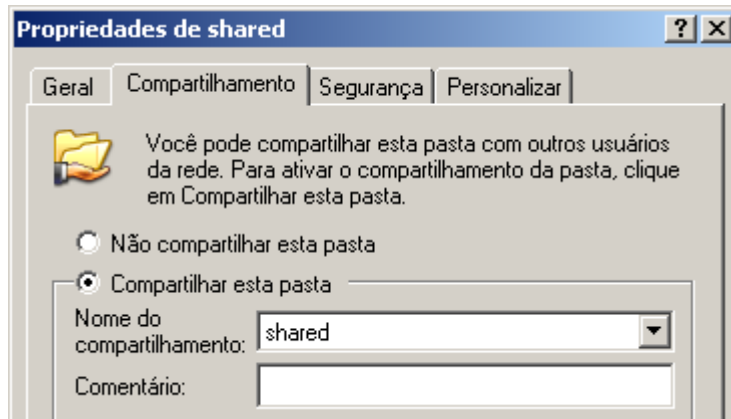 Propriedades de shared
Geral Compartilhamento Segurança Personalizar
Você pode compartilhar esta pasta com outros usuários
da rede. Para ativar o compartilhamento da pasta, clique
em Compartilhar esta pasta.
Não compartilhar esta pasta
Compartilhar esta pasta
Nome do
compartilhamento: shared
Comentário: